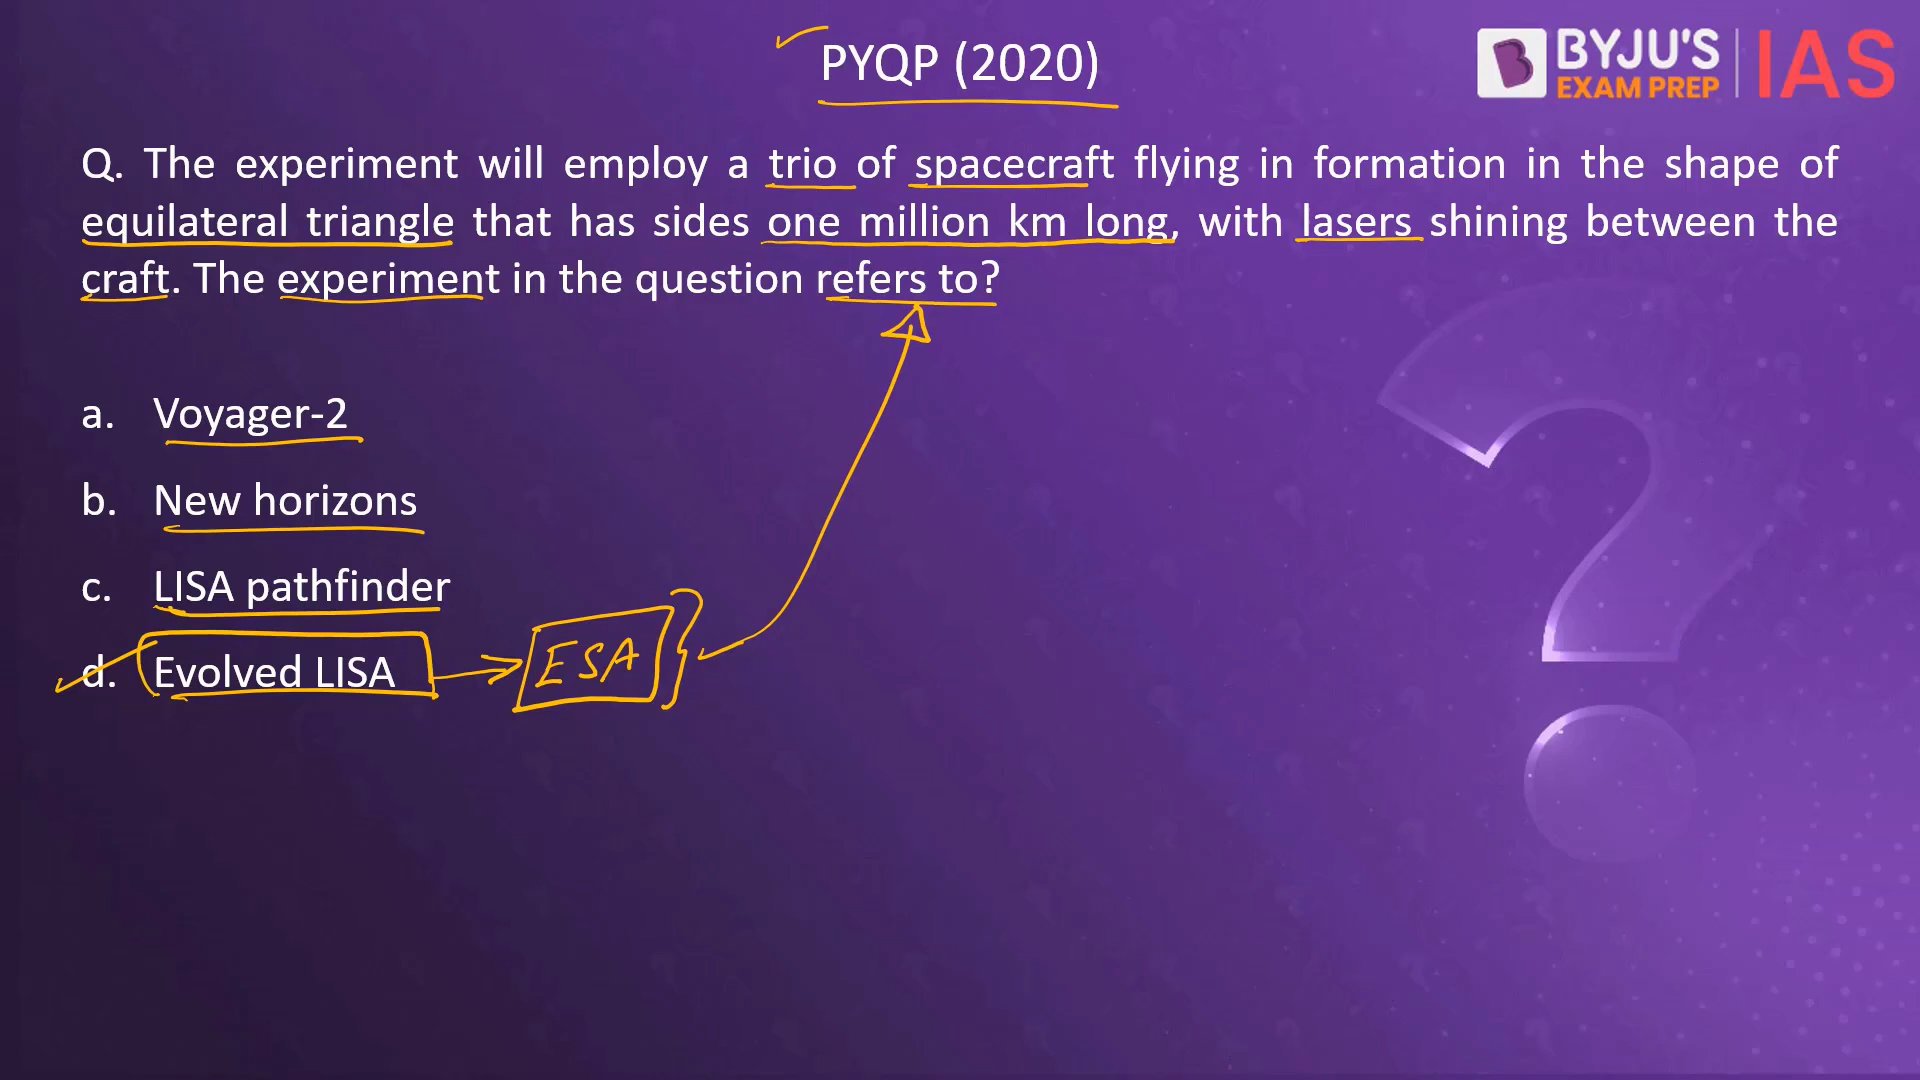 PYQP (2020)
BYJU'S
EXAM PREP
IAS
Q. The experiment will employ a trio of spacecraft flying in formation in the shape of
equilateral triangle that has sides one million km long, with lasers shining between the
craft. The experiment in the question refers to?
a. Voyager-2
b. New horizons
c. LISA pathfinder
d. Evolved LISA
ESA